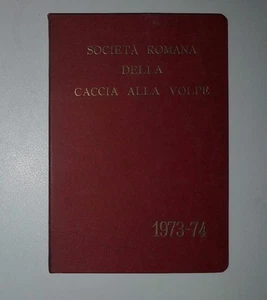 SOCIETÀ ROMANA
DELLA
CACCIA ALLA VOLPE
1973-74